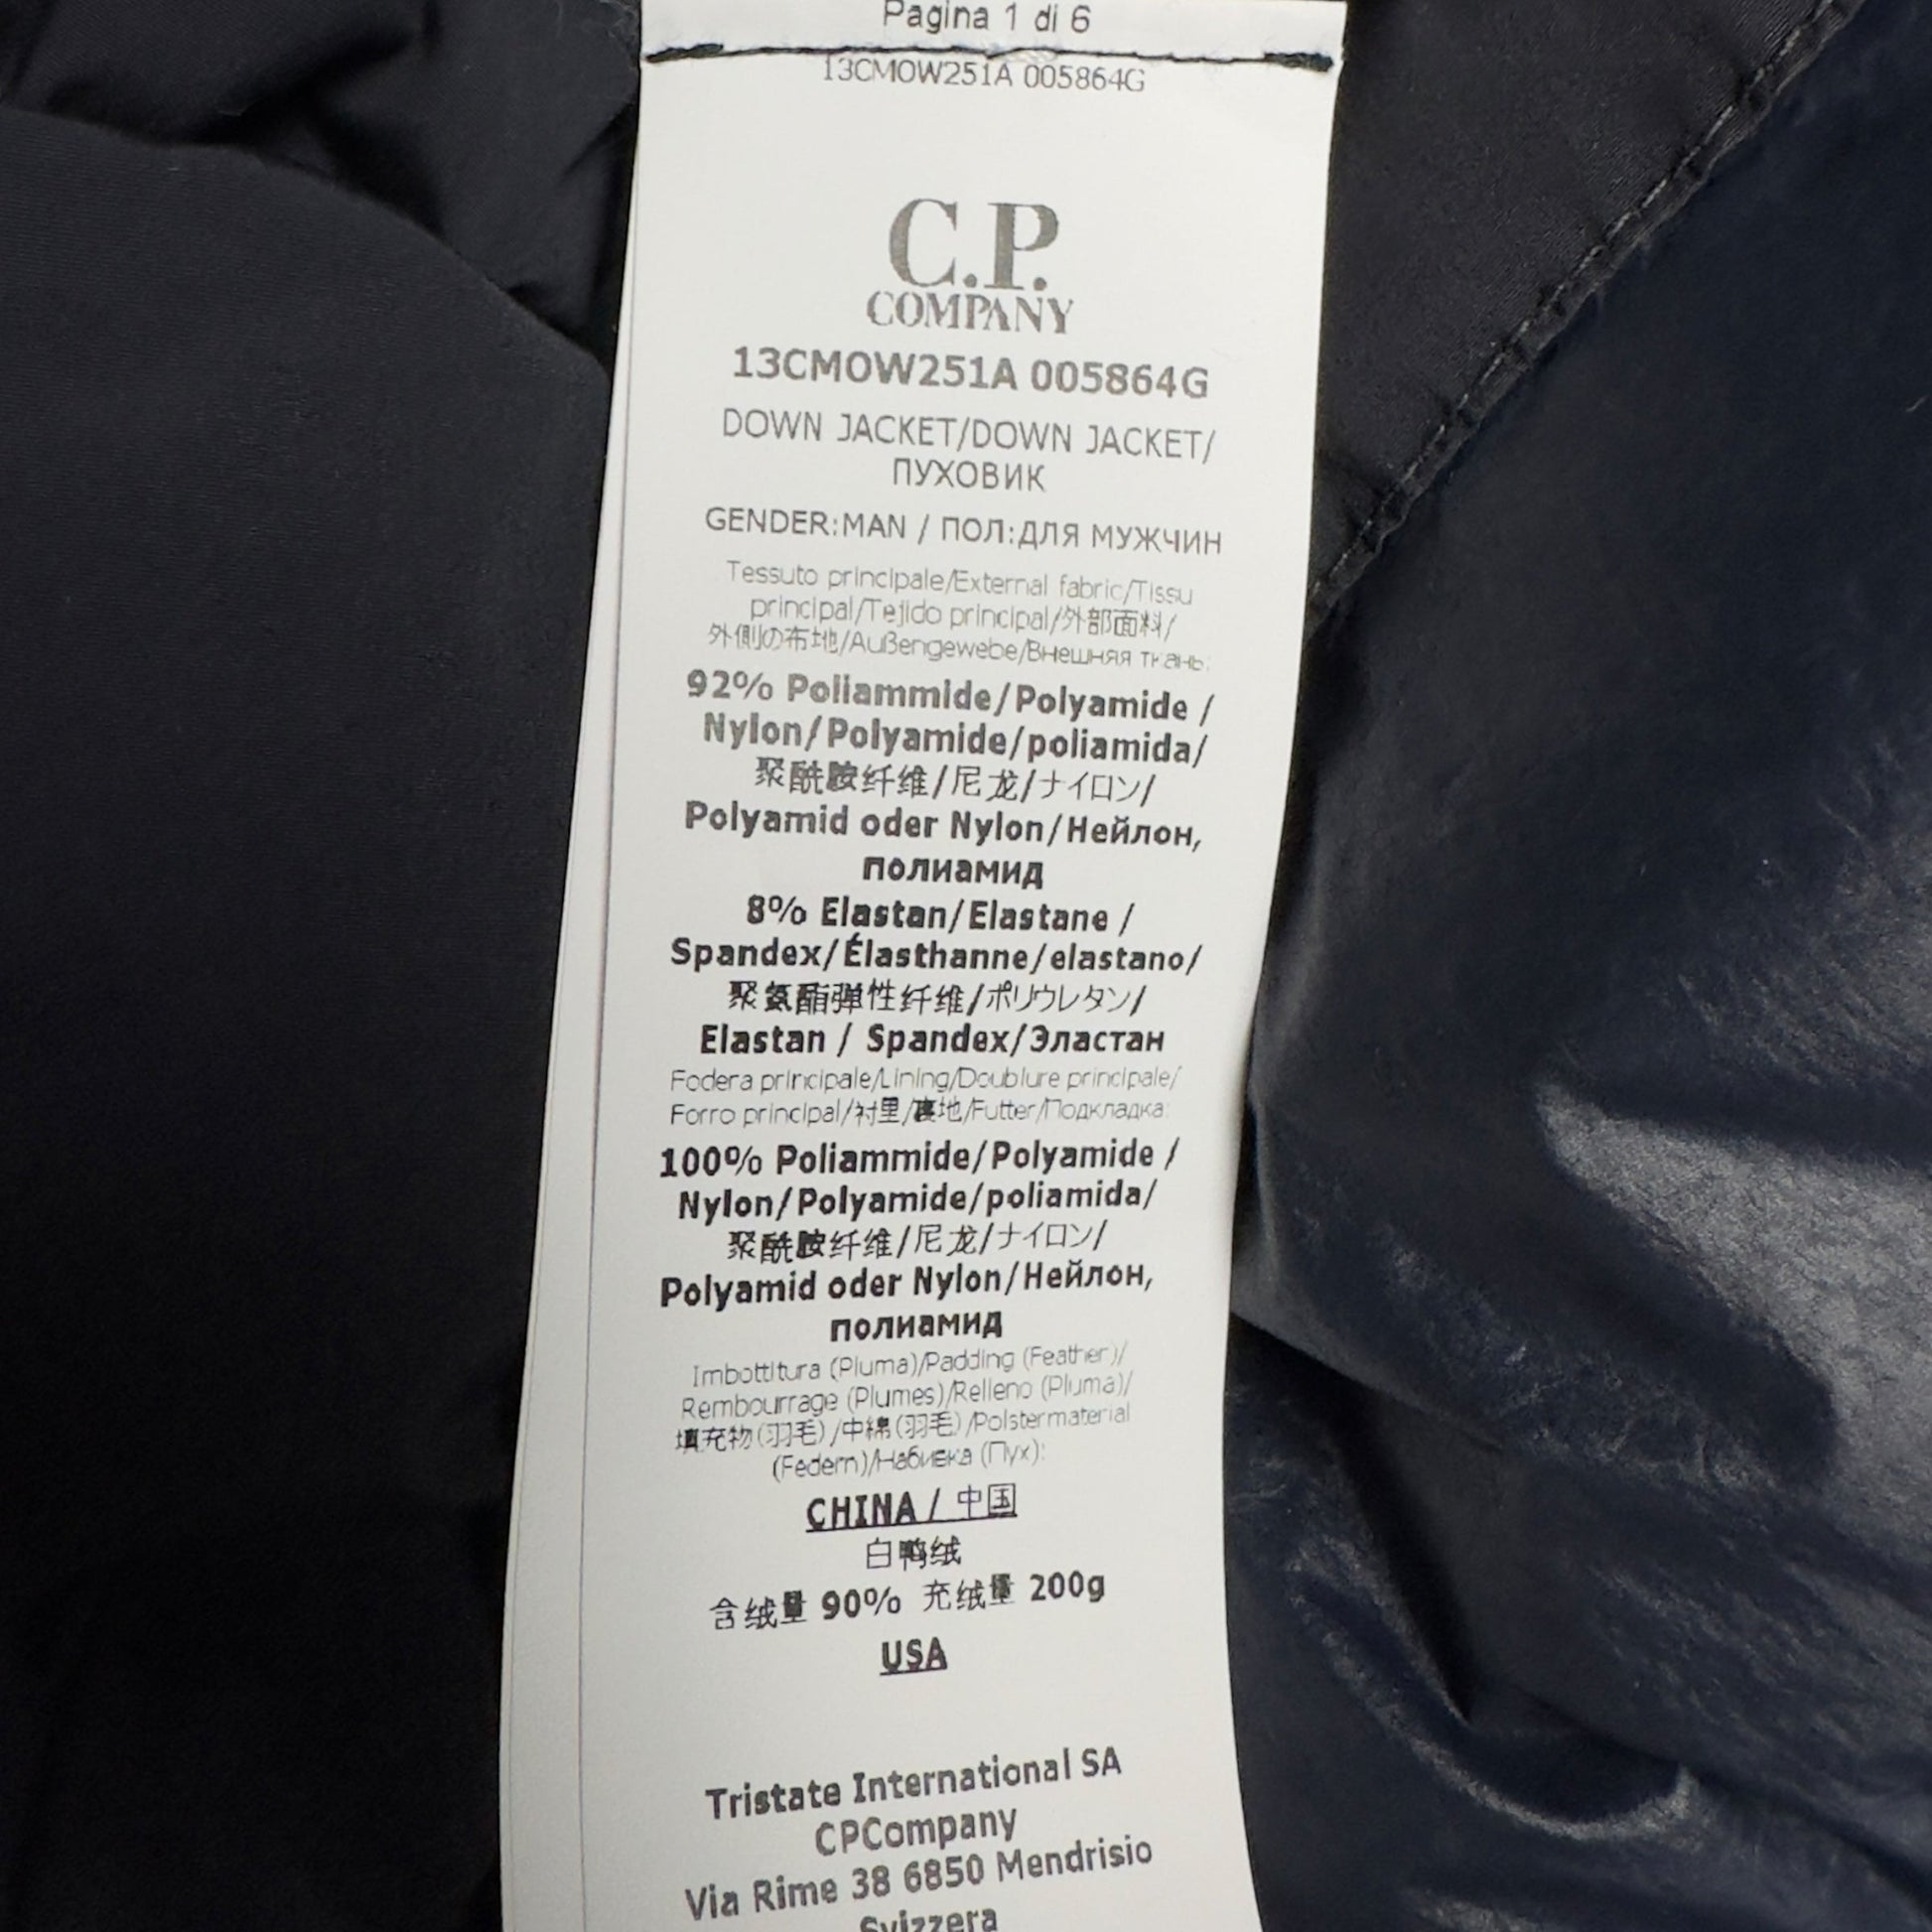 Pagina 1 di 6
13CMOW251A 005864G
C.P.
COMPANY
13CMOW251A 005864G
DOWN JACKET/DOWN JACKET/
ПУХОВИК
GENDER:MAN / ПОЛ:ДЛЯ МУЖЧИН
Tessuto principale/External fabric/Tissu
principal/Tejido principal/外部面料/
外側の布地/Außengewebe/Внешняя ткань:
92% Poliammide/Polyamide /
Nylon/Polyamide/poliamida/
聚酰胺纤维/尼龙/ナイロン/
Polyamid oder Nylon/Нейлон,
полиамид
8% Elastan/Elastane /
Spandex/Élasthanne/elastano/
聚氨酯弹性纤维/ポリウレタン/
Elastan / Spandex/Эластан
Fodera principale/Lining/Doublure principale/
Forro principal/衬里/裏地/Futter/Подкладка:
100% Poliammide/Polyamide /
Nylon/Polyamide/poliamida/
聚酰胺纤维/尼龙/ナイロン/
Polyamid oder Nylon/Нейлон,
полиамид
Imbottitura (Piuma)/Padding (Feather)/
Rembourrage (Plumes)/Relleno (Pluma)/
填充物(羽毛)/中綿(羽毛)/Polstermaterial
(Federn)/Набивка (Пух):
CHINA / 中国
白鸭绒
含绒量 90% 充绒量 200g
USA
Tristate International SA
CPCompany
Via Rime 38 6850 Mendrisio
Svizzera